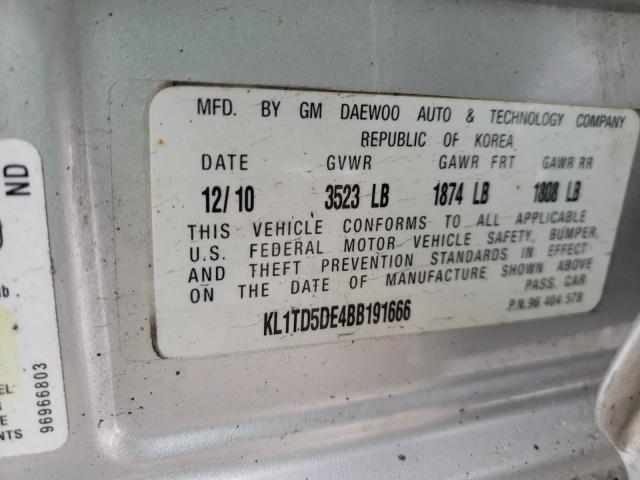 MFD. BY GM DAEWOO AUTO & TECHNOLOGY COMPANY
REPUBLIC OF KOREA
DATE GVWR GAWR FRT GAWR RR
12/10 3523 LB 1874 LB 1808 LB
THIS VEHICLE CONFORMS TO ALL APPLICABLE
U.S. FEDERAL MOTOR VEHICLE SAFETY, BUMPER,
AND THEFT PREVENTION STANDARDS IN EFFECT
ON THE DATE OF MANUFACTURE SHOWN ABOVE
PASS. CAR
KL1TD5DE4BB191666
P.N.96 404 578
ND
96966803
EL
E
NTS